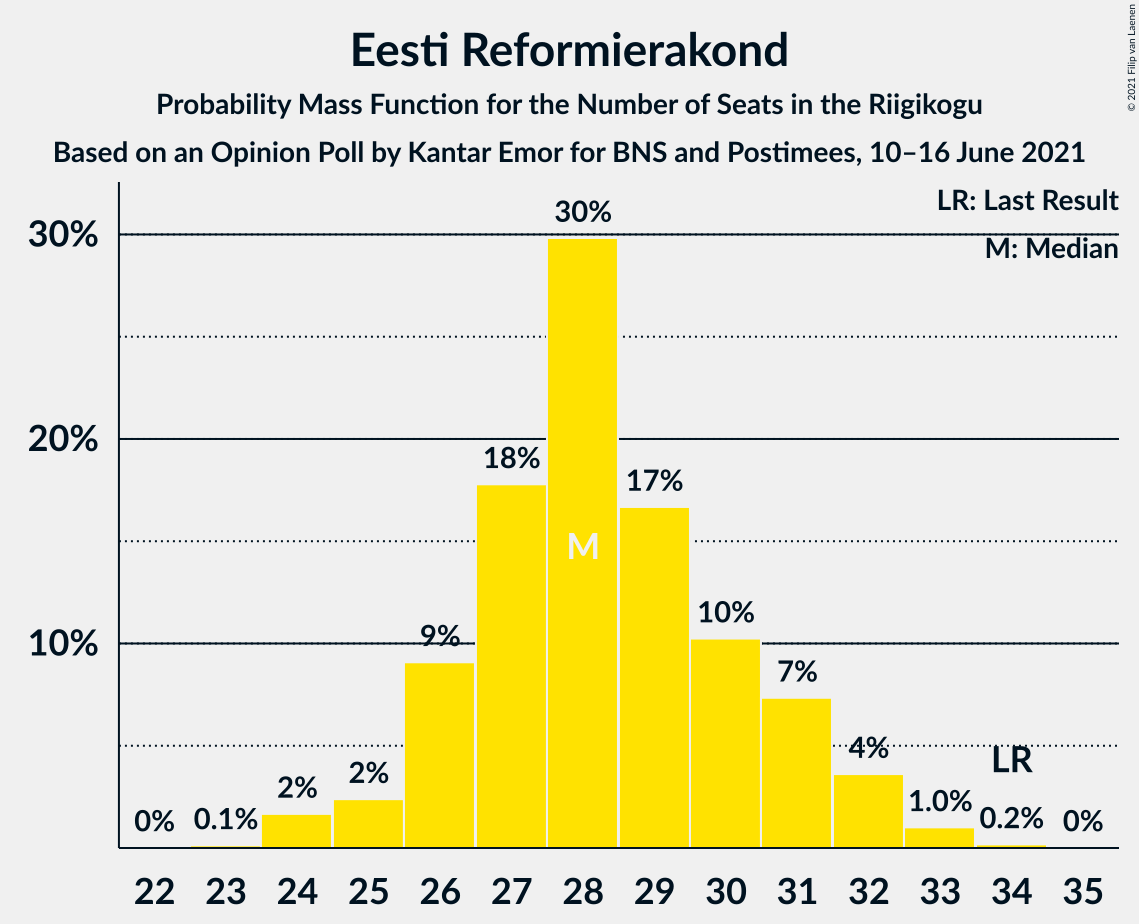 Eesti Reformierakond
Probability Mass Function for the Number of Seats in the Riigikogu
Based on an Opinion Poll by Kantar Emor for BNS and Postimees, 10–16 June 2021
© 2021 Filip van Laenen
LR: Last Result
M: Median
30%
20%
10%
0%
0.1%
2%
2%
9%
18%
30%
M
17%
10%
7%
4%
1.0%
LR
0.2%
0%
22 23 24 25 26 27 28 29 30 31 32 33 34 35